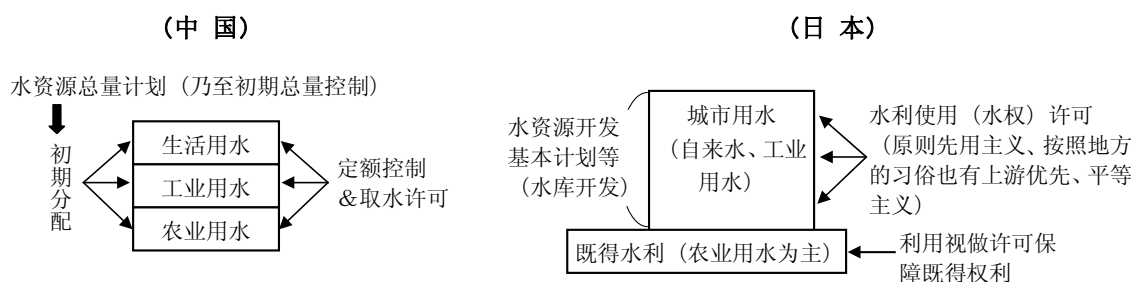 （中 国）
水资源总量计划（乃至初期总量控制）
初期分配
生活用水
工业用水
农业用水
定额控制
&取水许可
（日 本）
水资源开发
基本计划等
（水库开发）
城市用水
（自来水、工业
用水）
水利使用（水权）许可
（原则先用主义、按照地方
的习俗也有上游优先、平等
主义）
既得水利（农业用水为主）
利用视做许可保
障既得权利